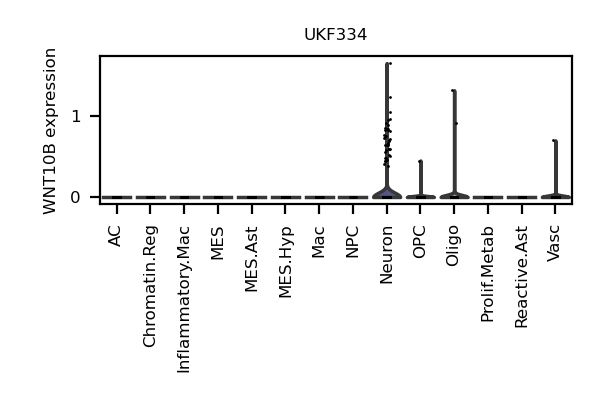 UKF334
WNT10B expression
1
0
AC
Chromatin.Reg
Inflammatory.Mac
MES
MES.Ast
MES.Hyp
Mac
NPC
Neuron
OPC
Oligo
Prolif.Metab
Reactive.Ast
Vasc